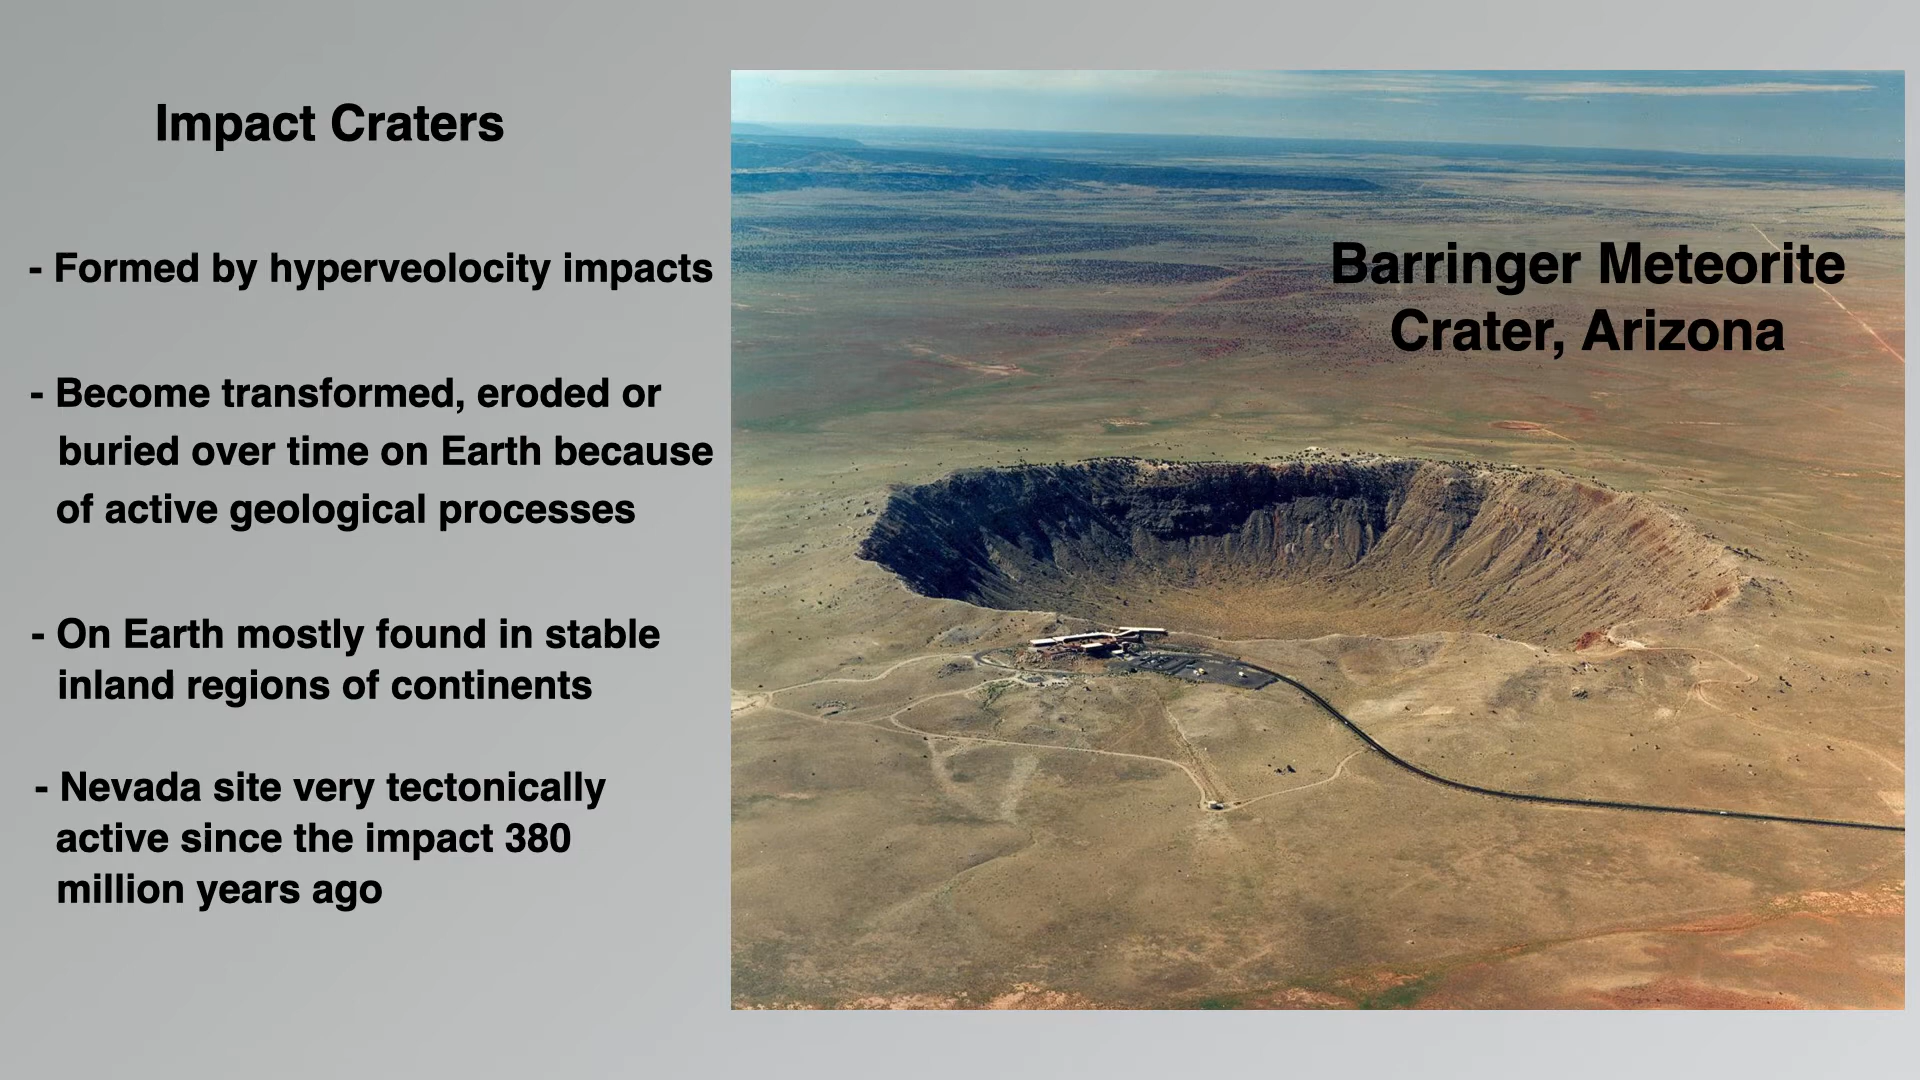 Impact Craters
- Formed by hyperveolocity impacts
- Become transformed, eroded or
buried over time on Earth because
of active geological processes
- On Earth mostly found in stable
inland regions of continents
- Nevada site very tectonically
active since the impact 380
million years ago
Barringer Meteorite
Crater, Arizona